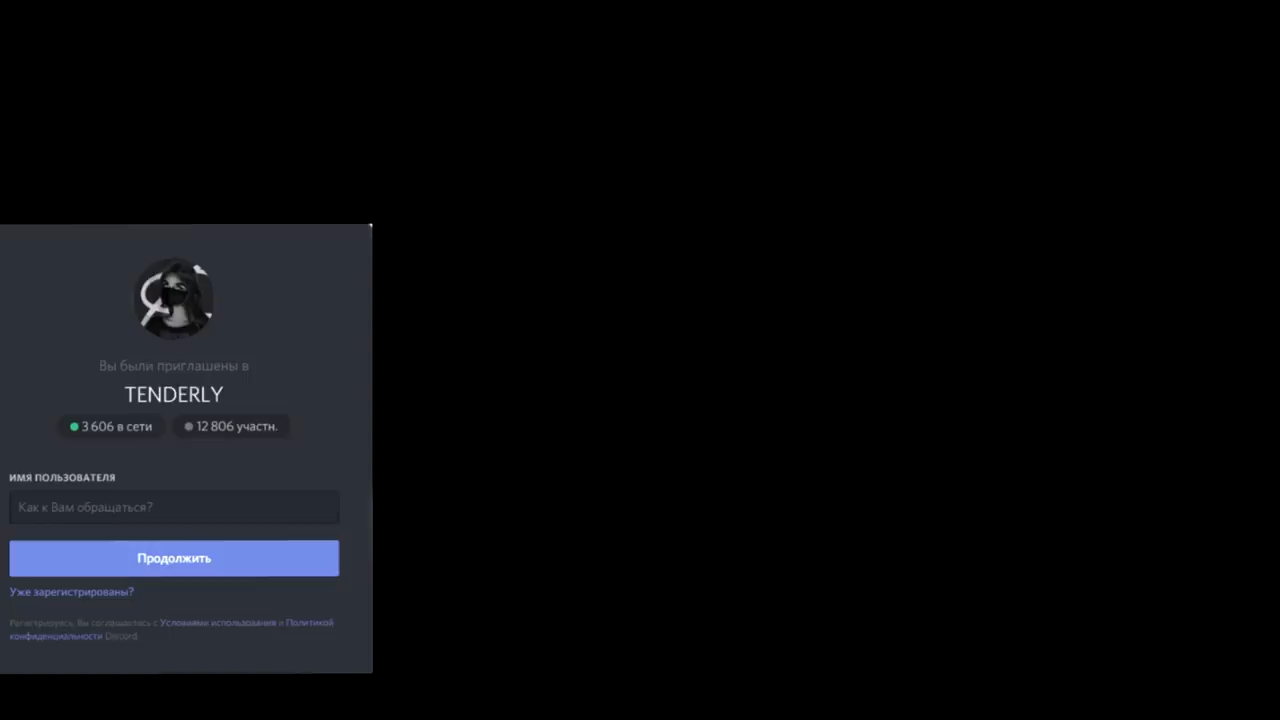 Вы были приглашены в
TENDERLY
3 606 в сети 12 806 участн.
ИМЯ ПОЛЬЗОВАТЕЛЯ
Как к Вам обращаться?
Продолжить
Уже зарегистрированы?
Регистрируясь, Вы соглашаетесь с Условиями использования и Политикой
конфиденциальности Discord.